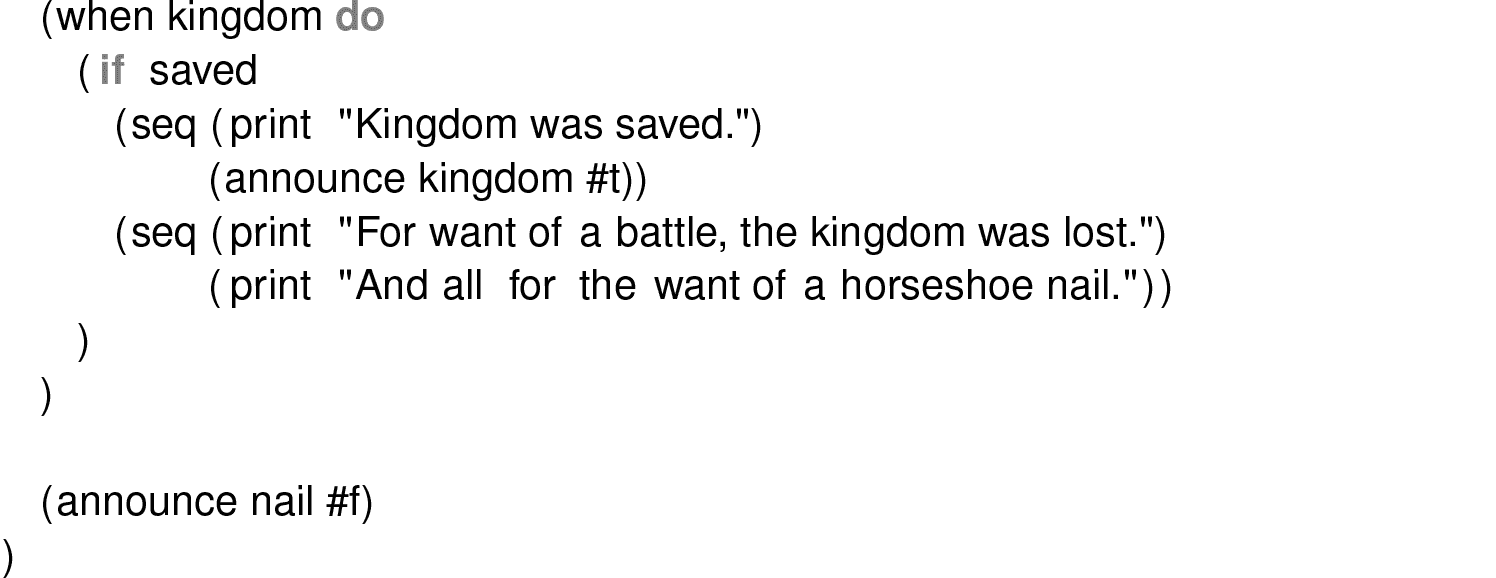 (when kingdom do
(if saved
(seq (print "Kingdom was saved.")
(announce kingdom #t))
(seq (print "For want of a battle, the kingdom was lost.")
(print "And all for the want of a horseshoe nail."))
)
)
(announce nail #f)
)